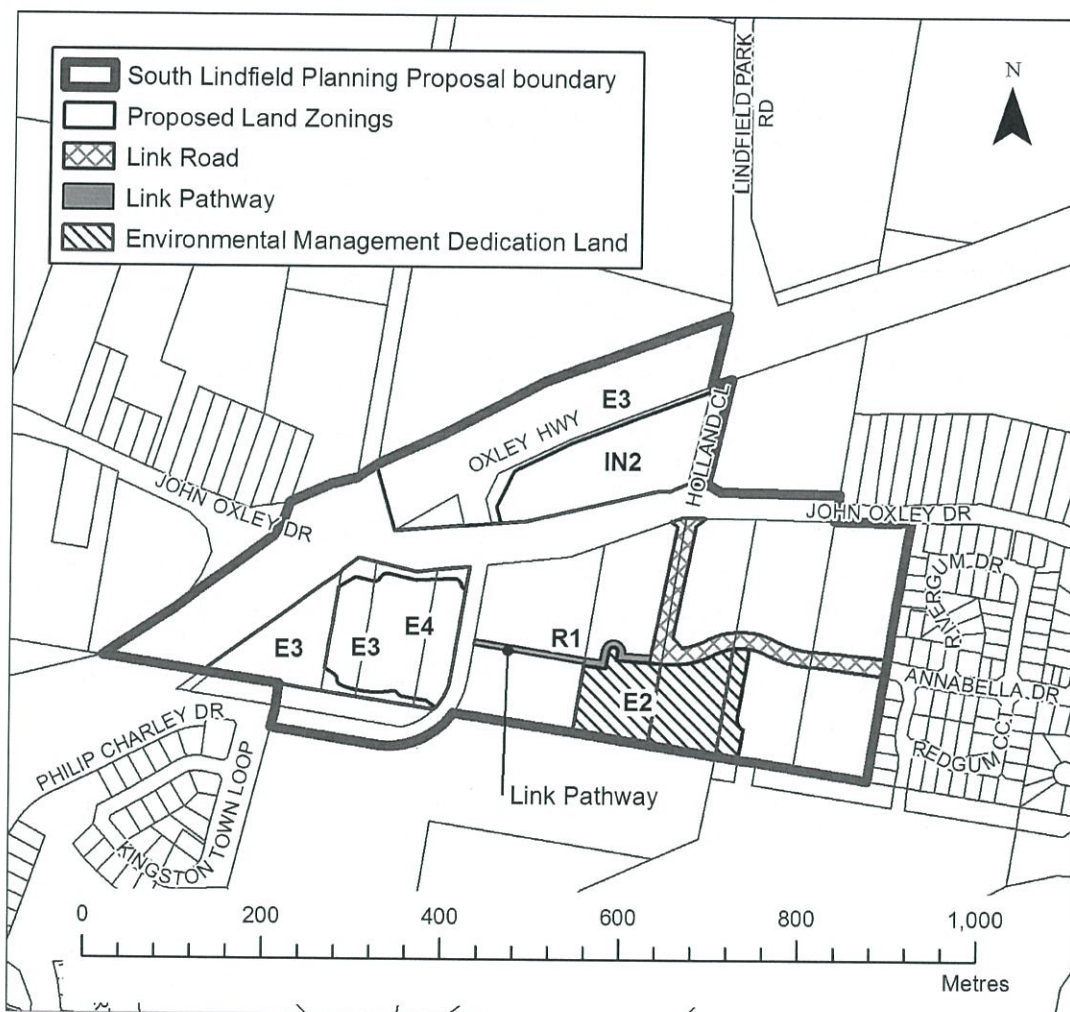 South Lindfield Planning Proposal boundary
Proposed Land Zonings
Link Road
Link Pathway
Environmental Management Dedication Land
LINDFIELD PARK
RD
N
E3
OXLEY HWY
IN2
HOLLAND CL
JOHN OXLEY DR
JOHN OXLEY DR
RIVERGUM DR
E3
E3
E4
R1
E2
ANNABELLA DR
REDGUM CCT
PHILIP CHARLEY DR
KINGSTON TOWN LOOP
Link Pathway
0 200 400 600 800 1,000
Metres